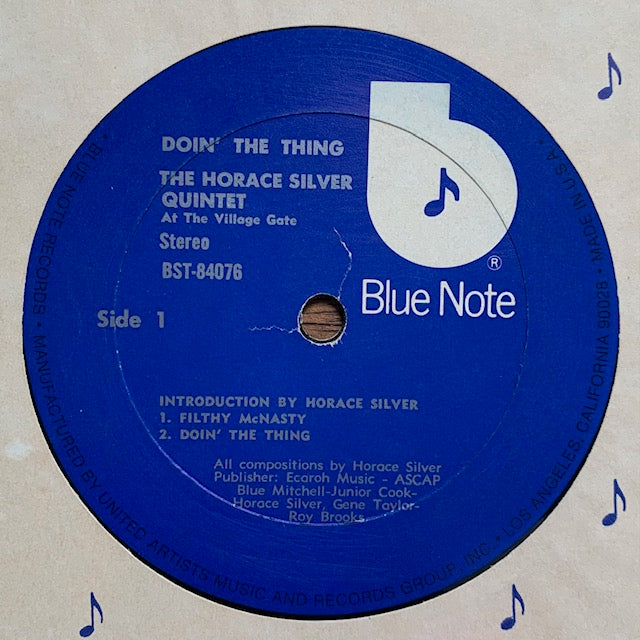 DOIN' THE THING
THE HORACE SILVER
QUINTET
At The Village Gate
Stereo
BST-84076
®
Blue Note
Side 1
INTRODUCTION BY HORACE SILVER
1. FILTHY McNASTY
2. DOIN' THE THING
All compositions by Horace Silver
Publisher: Ecaroh Music - ASCAP
Blue Mitchell-Junior Cook-
Horace Silver, Gene Taylor-
Roy Brooks.
• BLUE NOTE RECORDS • MANUFACTURED BY UNITED ARTISTS MUSIC AND RECORDS GROUP, INC. • LOS ANGELES, CALIFORNIA 90028 • MADE IN U.S.A. •